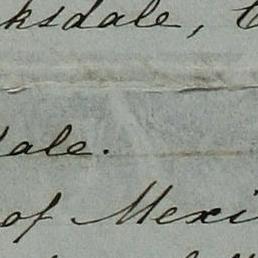 ksdale,
dale.
of Mexi